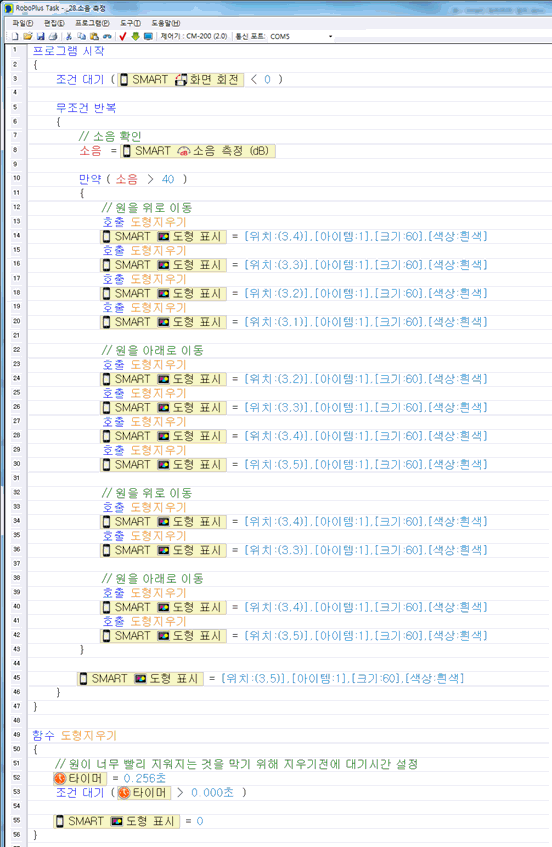 RoboPlus Task - _28.소음 측정
파일(F) 편집(E) 프로그램(P) 도구(T) 도움말(H)
제어기 : CM-200 (2.0) 통신 포트: COM5
1 프로그램 시작
2 {
3 조건 대기 ( SMART 화면 회전 < 0 )
4
5 무조건 반복
6 {
7 // 소음 확인
8 소음 = SMART 소음 측정 (dB)
9
10 만약 ( 소음 > 40 )
11 {
12 // 원을 위로 이동
13 호출 도형지우기
14 SMART 도형 표시 = [위치:(3.4)].[아이템:1].[크기:60].[색상:흰색]
15 호출 도형지우기
16 SMART 도형 표시 = [위치:(3.3)].[아이템:1].[크기:60].[색상:흰색]
17 호출 도형지우기
18 SMART 도형 표시 = [위치:(3.2)].[아이템:1].[크기:60].[색상:흰색]
19 호출 도형지우기
20 SMART 도형 표시 = [위치:(3.1)].[아이템:1].[크기:60].[색상:흰색]
21
22 // 원을 아래로 이동
23 호출 도형지우기
24 SMART 도형 표시 = [위치:(3.2)].[아이템:1].[크기:60].[색상:흰색]
25 호출 도형지우기
26 SMART 도형 표시 = [위치:(3.3)].[아이템:1].[크기:60].[색상:흰색]
27 호출 도형지우기
28 SMART 도형 표시 = [위치:(3.4)].[아이템:1].[크기:60].[색상:흰색]
29 호출 도형지우기
30 SMART 도형 표시 = [위치:(3.5)].[아이템:1].[크기:60].[색상:흰색]
31
32 // 원을 위로 이동
33 호출 도형지우기
34 SMART 도형 표시 = [위치:(3.4)].[아이템:1].[크기:60].[색상:흰색]
35 호출 도형지우기
36 SMART 도형 표시 = [위치:(3.3)].[아이템:1].[크기:60].[색상:흰색]
37
38 // 원을 아래로 이동
39 호출 도형지우기
40 SMART 도형 표시 = [위치:(3.4)].[아이템:1].[크기:60].[색상:흰색]
41 호출 도형지우기
42 SMART 도형 표시 = [위치:(3.5)].[아이템:1].[크기:60].[색상:흰색]
43 }
44
45 SMART 도형 표시 = [위치:(3.5)].[아이템:1].[크기:60].[색상:흰색]
46 }
47 }
48
49 함수 도형지우기
50 {
51 // 원이 너무 빨리 지워지는 것을 막기 위해 지우기전에 대기시간 설정
52 타이머 = 0.256초
53 조건 대기 ( 타이머 > 0.000초 )
54
55 SMART 도형 표시 = 0
56 }